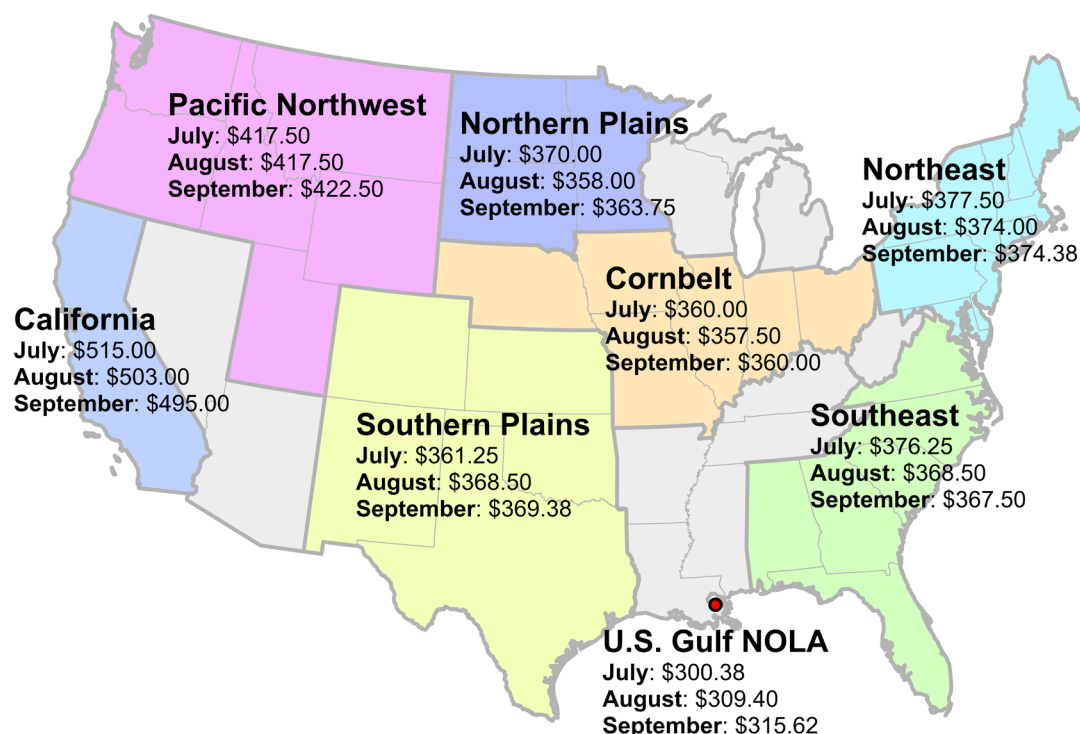 Pacific Northwest
July: $417.50
August: $417.50
September: $422.50
Northern Plains
July: $370.00
August: $358.00
September: $363.75
Northeast
July: $377.50
August: $374.00
September: $374.38
Cornbelt
July: $360.00
August: $357.50
September: $360.00
California
July: $515.00
August: $503.00
September: $495.00
Southern Plains
July: $361.25
August: $368.50
September: $369.38
Southeast
July: $376.25
August: $368.50
September: $367.50
U.S. Gulf NOLA
July: $300.38
August: $309.40
September: $315.62